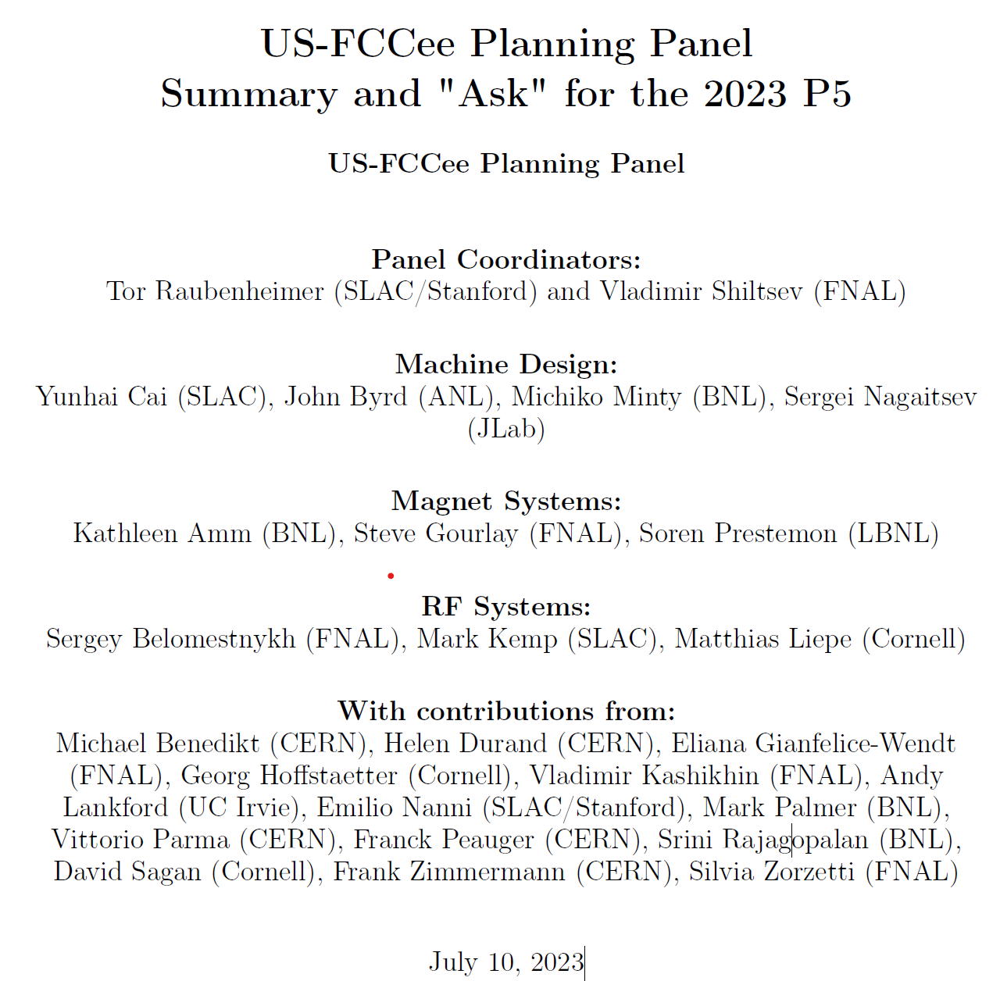 US-FCCee Planning Panel
Summary and "Ask" for the 2023 P5
US-FCCee Planning Panel
Panel Coordinators:
Tor Raubenheimer (SLAC/Stanford) and Vladimir Shiltsev (FNAL)
Machine Design:
Yunhai Cai (SLAC), John Byrd (ANL), Michiko Minty (BNL), Sergei Nagaitsev
(JLab)
Magnet Systems:
Kathleen Amm (BNL), Steve Gourlay (FNAL), Soren Prestemon (LBNL)
RF Systems:
Sergey Belomestnykh (FNAL), Mark Kemp (SLAC), Matthias Liepe (Cornell)
With contributions from:
Michael Benedikt (CERN), Helen Durand (CERN), Eliana Gianfelice-Wendt
(FNAL), Georg Hoffstaetter (Cornell), Vladimir Kashikhin (FNAL), Andy
Lankford (UC Irvie), Emilio Nanni (SLAC/Stanford), Mark Palmer (BNL),
Vittorio Parma (CERN), Franck Peauger (CERN), Srini Rajagopalan (BNL),
David Sagan (Cornell), Frank Zimmermann (CERN), Silvia Zorzetti (FNAL)
July 10, 2023